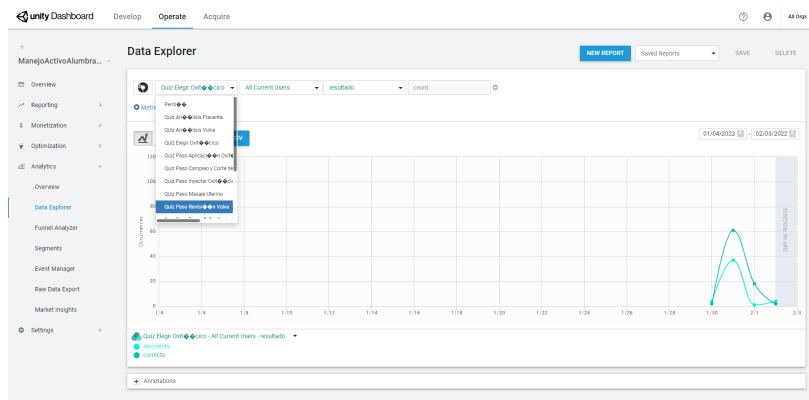 unity Dashboard Develop Operate Acquire All Orgs
ManejoActivoAlumbra...
Overview
Reporting
Monetization
Optimization
Analytics
Overview
Data Explorer
Funnel Analyzer
Segments
Event Manager
Raw Data Export
Market Insights
Settings
Data Explorer
NEW REPORT Saved Reports SAVE DELETE
Quiz Elegir Oxit��cico All Current Users resultado count
Metri
Perdi��
Quiz An��lisis Placenta
Quiz An��lisis Vulva
Quiz Elegir Oxit��cico
Quiz Paso Aplicaci��n Oxit�
Quiz Paso Campleo y Corte de
Quiz Paso Inyectar Oxit��cic
Quiz Paso Masaje Uterino
Quiz Paso Revisi��n Vulva
SV
01/04/2022 - 02/03/2022
Occurrences
120
100
80
60
40
20
0
1/4 1/6 1/8 1/10 1/12 1/14 1/16 1/18 1/20 1/22 1/24 1/26 1/28 1/30 2/1 2/3
DAY IN PROGRESS
Quiz Elegir Oxit��cico - All Current Users - resultado
incorrecto
correcto
Annotations